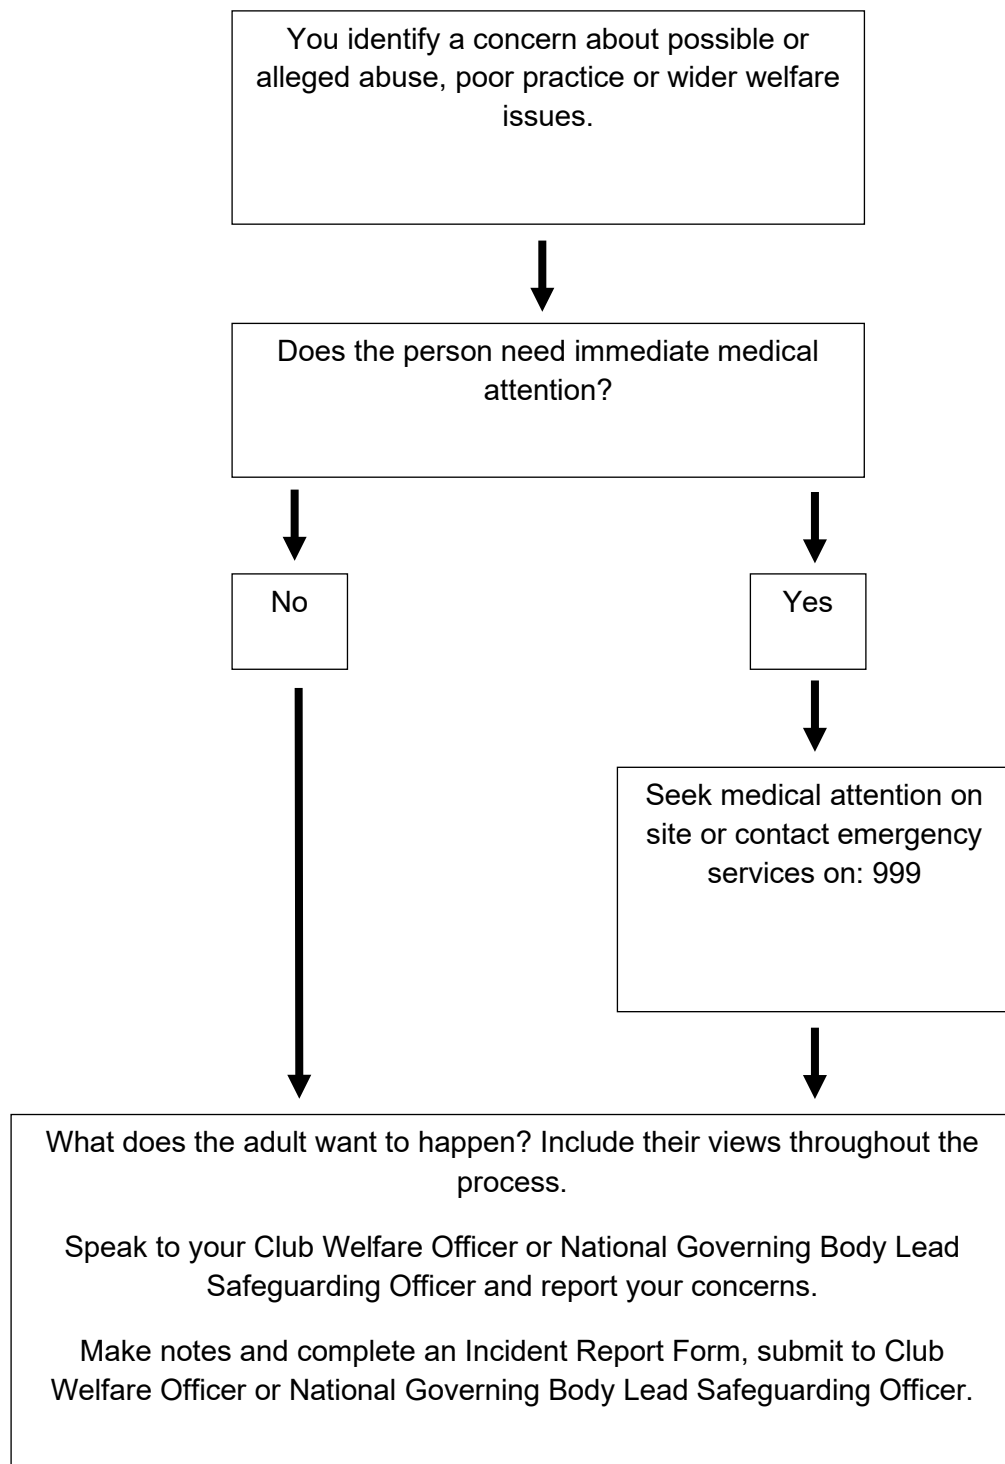 You identify a concern about possible or
alleged abuse, poor practice or wider welfare
issues.
Does the person need immediate medical
attention?
No
Yes
Seek medical attention on
site or contact emergency
services on: 999
What does the adult want to happen? Include their views throughout the
process.
Speak to your Club Welfare Officer or National Governing Body Lead
Safeguarding Officer and report your concerns.
Make notes and complete an Incident Report Form, submit to Club
Welfare Officer or National Governing Body Lead Safeguarding Officer.